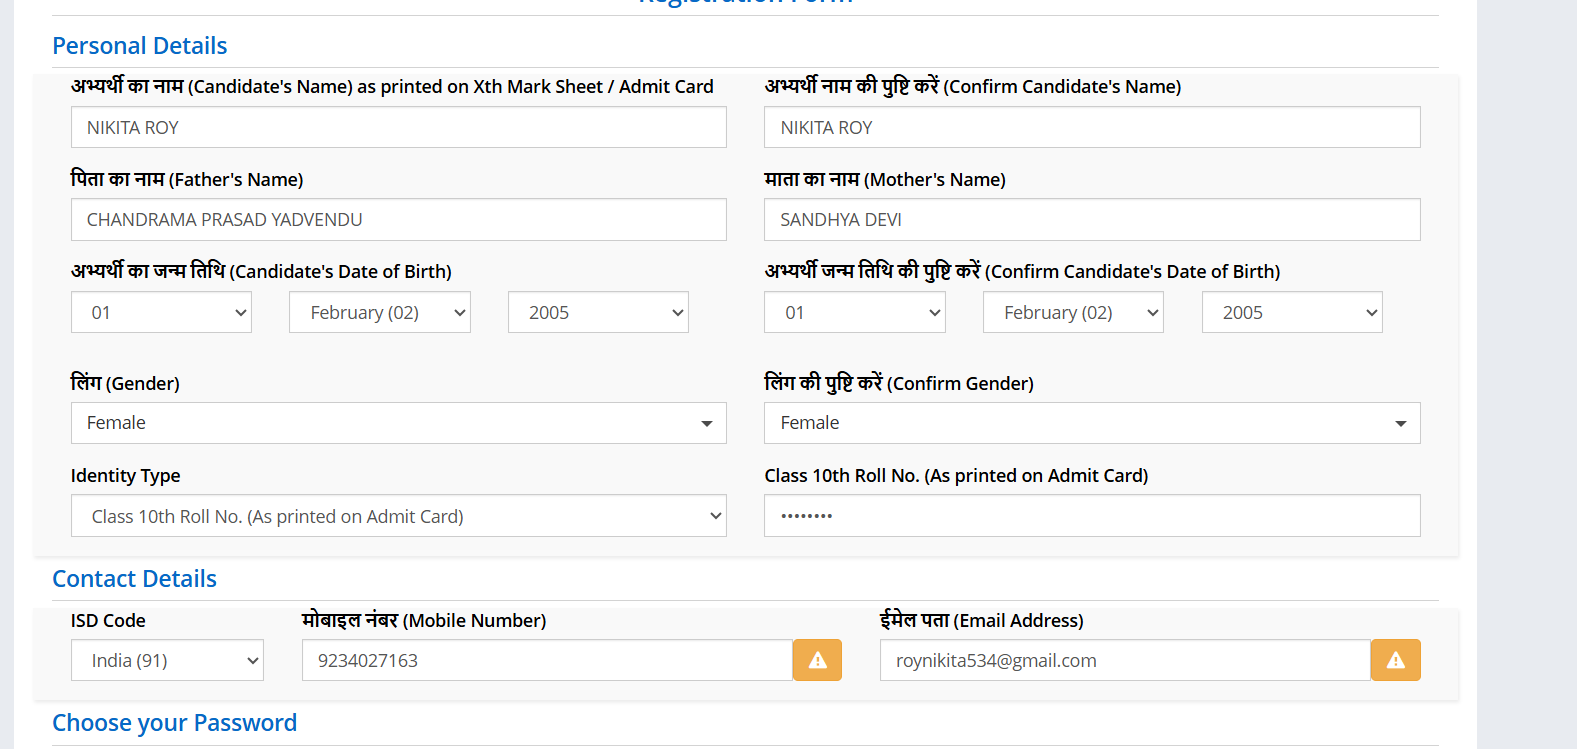 Registration Form
Personal Details
अभ्यर्थी का नाम (Candidate's Name) as printed on Xth Mark Sheet / Admit Card
अभ्यर्थी नाम की पुष्टि करें (Confirm Candidate's Name)
NIKITA ROY
NIKITA ROY
पिता का नाम (Father's Name)
माता का नाम (Mother's Name)
CHANDRAMA PRASAD YADVENDU
SANDHYA DEVI
अभ्यर्थी का जन्म तिथि (Candidate's Date of Birth)
अभ्यर्थी जन्म तिथि की पुष्टि करें (Confirm Candidate's Date of Birth)
01 February (02) 2005
01 February (02) 2005
लिंग (Gender)
लिंग की पुष्टि करें (Confirm Gender)
Female
Female
Identity Type
Class 10th Roll No. (As printed on Admit Card)
Class 10th Roll No. (As printed on Admit Card)
••••••••
Contact Details
ISD Code
मोबाइल नंबर (Mobile Number)
ईमेल पता (Email Address)
India (91)
9234027163
roynikita534@gmail.com
Choose your Password